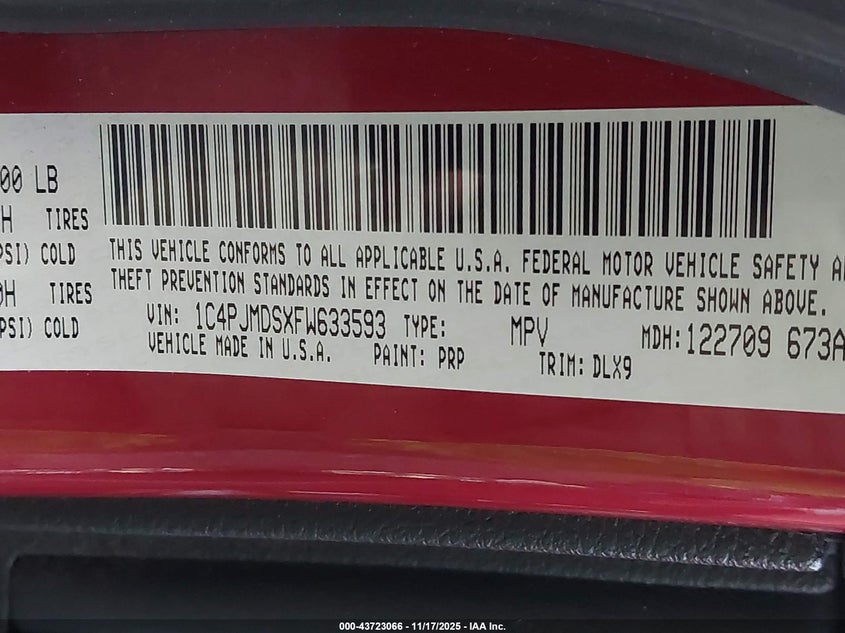 00 LB
H TIRES
PSI) COLD
0H TIRES
PSI) COLD
THIS VEHICLE CONFORMS TO ALL APPLICABLE U.S.A. FEDERAL MOTOR VEHICLE SAFETY A
THEFT PREVENTION STANDARDS IN EFFECT ON THE DATE OF MANUFACTURE SHOWN ABOVE.
VIN: 1C4PJMDSXFW633593 TYPE: MPV MDH: 122709 673A
VEHICLE MADE IN U.S.A. PAINT: PRP TRIM: DLX9
000-43723066 - 11/17/2025 - IAA Inc.